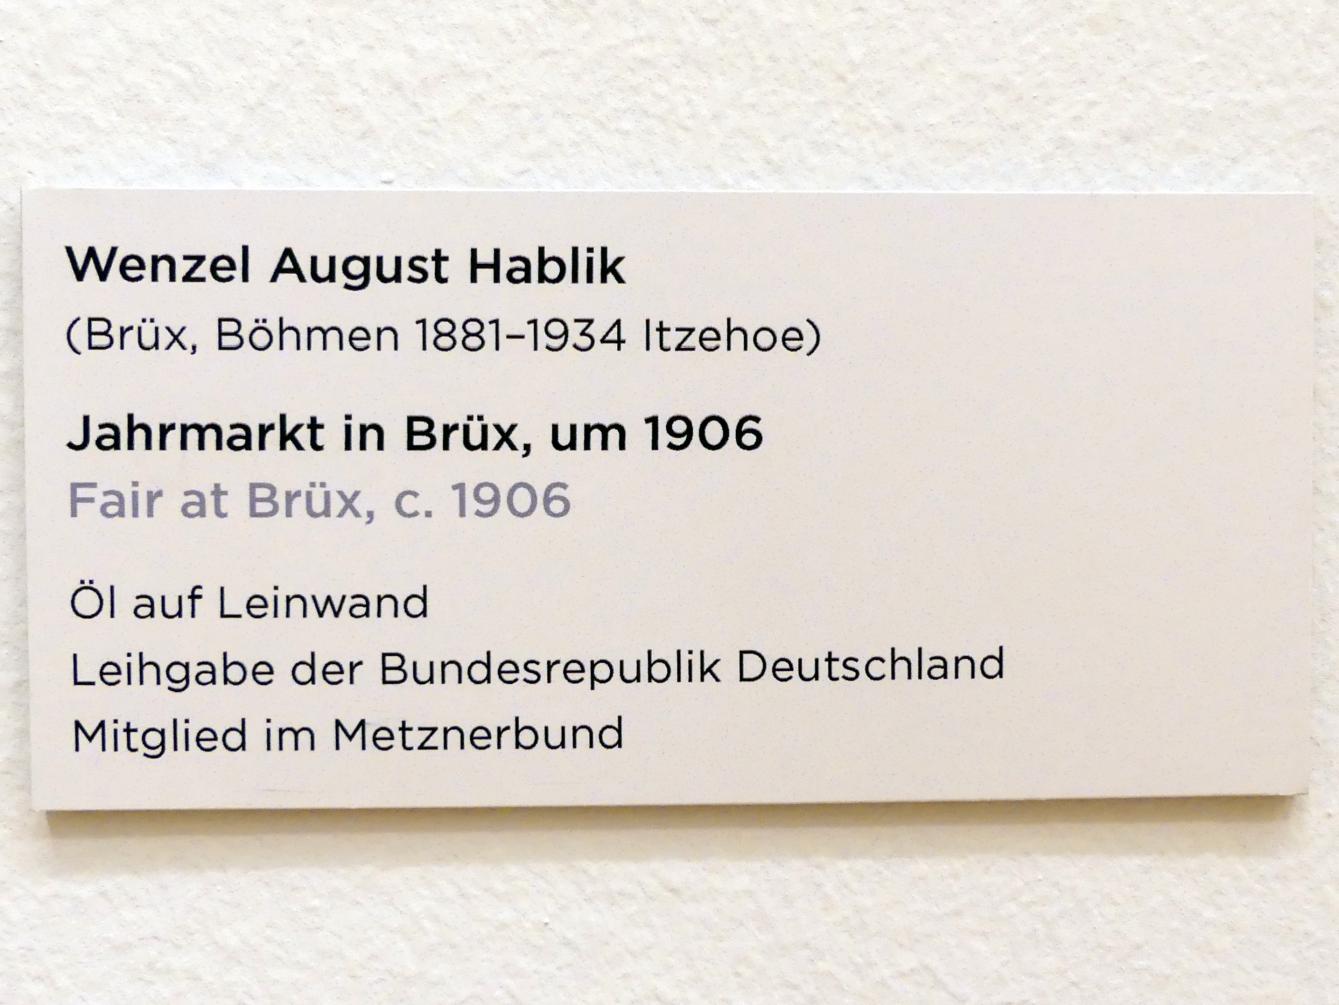 Wenzel August Hablik
(Brüx, Böhmen 1881–1934 Itzehoe)
Jahrmarkt in Brüx, um 1906
Fair at Brüx, c. 1906
Öl auf Leinwand
Leihgabe der Bundesrepublik Deutschland
Mitglied im Metznerbund